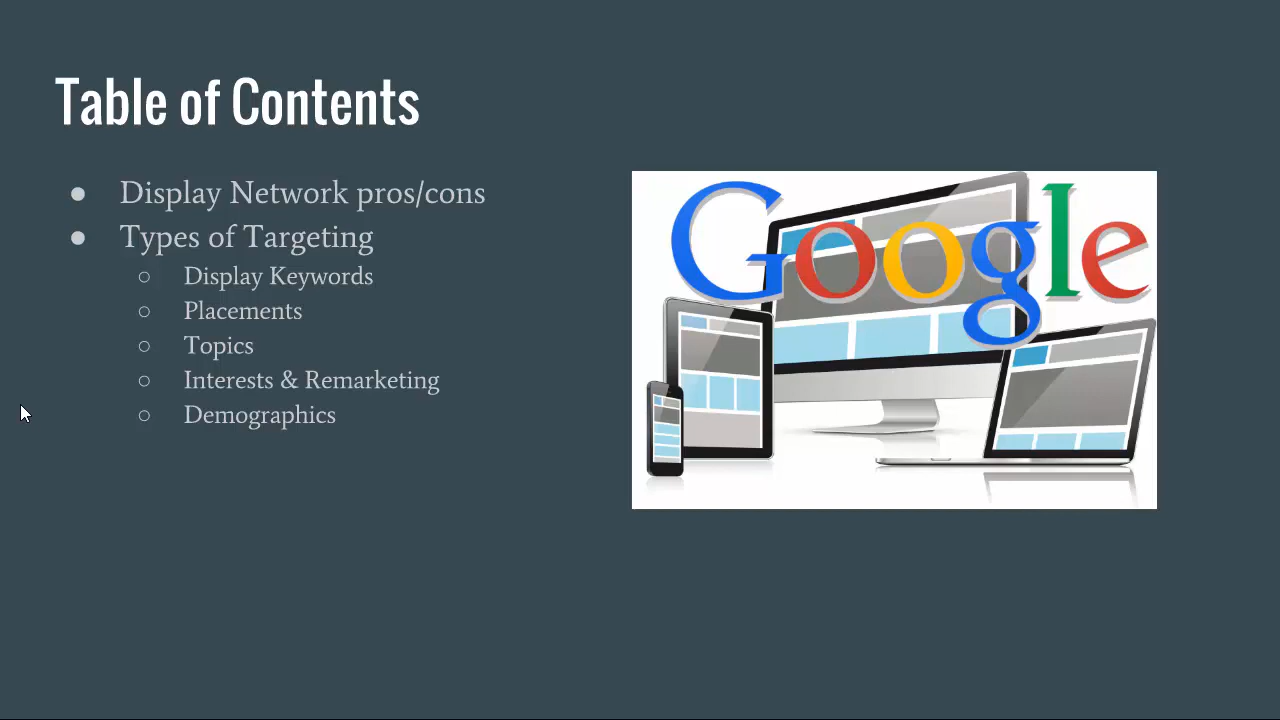 Table of Contents
● Display Network pros/cons
● Types of Targeting
○ Display Keywords
○ Placements
○ Topics
○ Interests & Remarketing
○ Demographics
Google